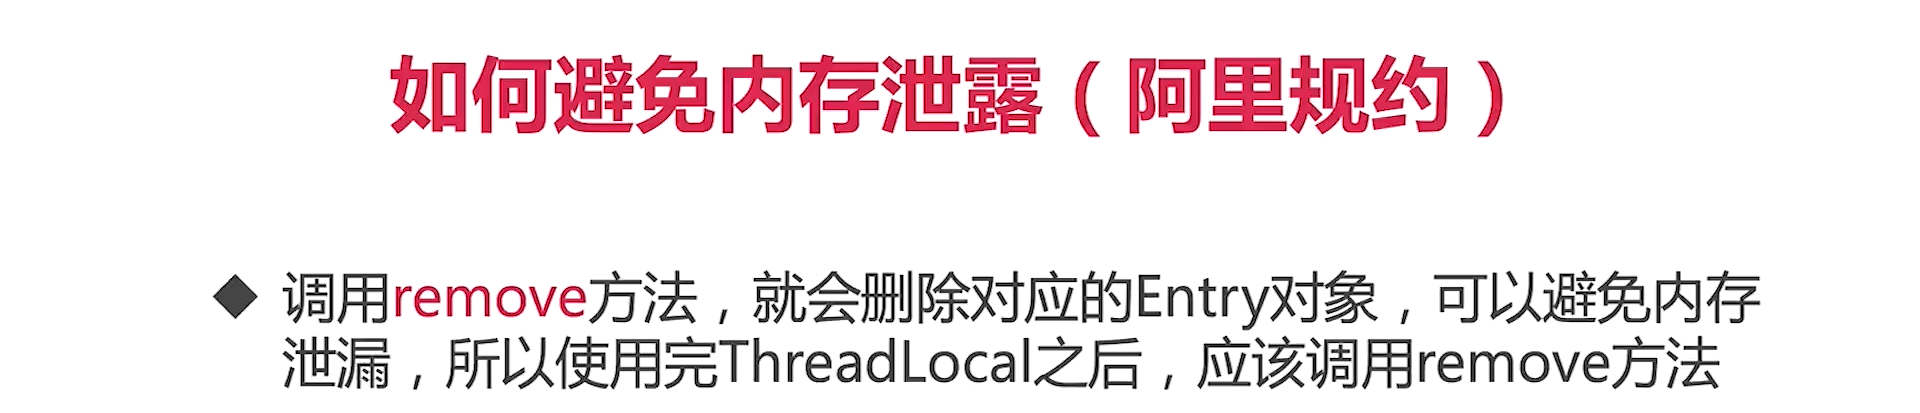 如何避免内存泄露（阿里规约）
调用remove方法，就会删除对应的Entry对象，可以避免内存
泄漏，所以使用完ThreadLocal之后，应该调用remove方法